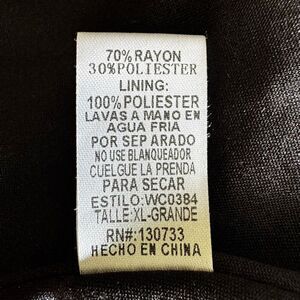 70% RAYON
30% POLIESTER
LINING:
100% POLIESTER
LAVAS A MANO EN
AGUA FRIA
POR SEP ARADO
NO USE BLANQUEADOR
CUELGUE LA PRENDA
PARA SECAR
ESTILO:WC0384
TALLE:XL-GRANDE
RN#:130733
HECHO EN CHINA